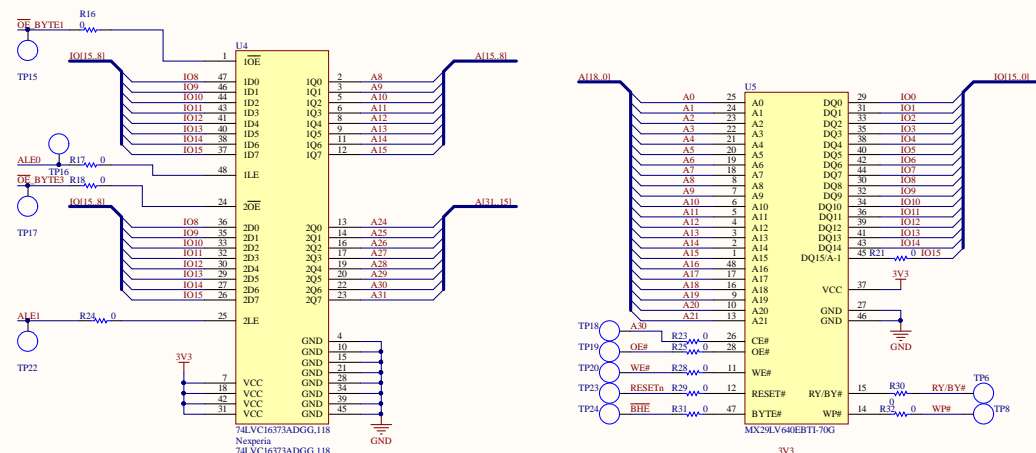 R16
OE_BYTE1 0
TP15
IO[15..8]
U4
A[15..8]
1 1OE
IO8 47 1D0 1Q0 2 A8
IO9 46 1D1 1Q1 3 A9
IO10 44 1D2 1Q2 5 A10
IO11 43 1D3 1Q3 6 A11
IO12 41 1D4 1Q4 8 A12
IO13 40 1D5 1Q5 9 A13
IO14 38 1D6 1Q6 11 A14
IO15 37 1D7 1Q7 12 A15
ALE0 R17 0
TP16
48 1LE
OE_BYTE3 R18 0
24 2OE
TP17
IO[15..8]
A[31..15]
IO8 36 2D0 2Q0 13 A24
IO9 35 2D1 2Q1 14 A25
IO10 33 2D2 2Q2 16 A26
IO11 32 2D3 2Q3 17 A27
IO12 30 2D4 2Q4 19 A28
IO13 29 2D5 2Q5 20 A29
IO14 27 2D6 2Q6 22 A30
IO15 26 2D7 2Q7 23 A31
ALE1 R24 0
25 2LE
TP22
GND 4
GND 10
GND 15
GND 21
3V3
7 VCC GND 28
18 VCC GND 34
42 VCC GND 39
31 VCC GND 45
GND
74LVC16373ADGG,118
Nexperia
74LVC16373ADGG,118
A[18..0]
U5
IO[15..0]
A0 25 A0 DQ0 29 IO0
A1 24 A1 DQ1 31 IO1
A2 23 A2 DQ2 33 IO2
A3 22 A3 DQ3 35 IO3
A4 21 A4 DQ4 38 IO4
A5 20 A5 DQ5 40 IO5
A6 19 A6 DQ6 42 IO6
A7 18 A7 DQ7 44 IO7
A8 8 A8 DQ8 30 IO8
A9 7 A9 DQ9 32 IO9
A10 6 A10 DQ10 34 IO10
A11 5 A11 DQ11 36 IO11
A12 4 A12 DQ12 39 IO12
A13 3 A13 DQ13 41 IO13
A14 2 A14 DQ14 43 IO14
A15 1 A15 DQ15/A-1 45 R21 0 IO15
A16 48 A16
A17 17 A17
A18 16 A18 VCC 37 3V3
A19 9 A19
A20 10 A20 GND 27
A21 13 A21 GND 46
GND
TP18 A30 R23 0 26 CE#
TP19 OE# R25 0 28 OE#
TP20 WE# R28 0 11 WE#
TP23 RESETn R29 0 12 RESET# RY/BY# 15 R30 0 RY/BY# TP6
TP24 BHE R31 0 47 BYTE# WP# 14 R32 0 WP# TP8
MX29LV640EBTI-70G
3V3